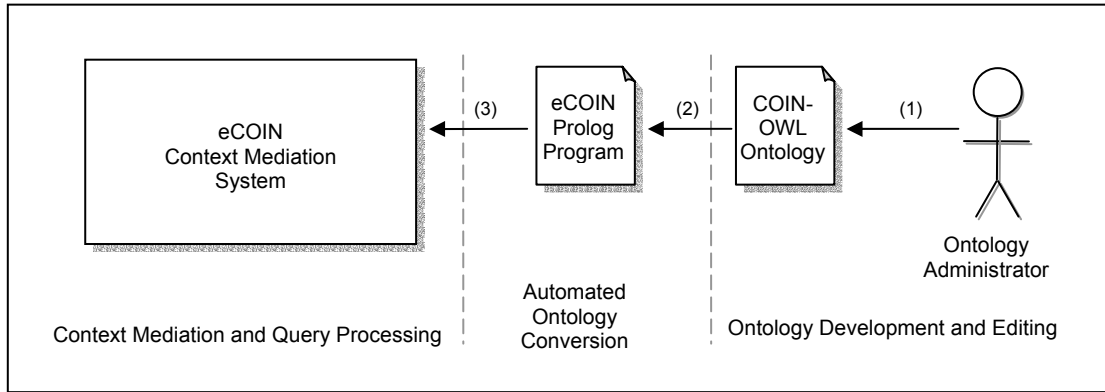 eCOIN
Context Mediation
System
(3)
eCOIN
Prolog
Program
(2)
COIN-
OWL
Ontology
(1)
Ontology
Administrator
Context Mediation and Query Processing
Automated
Ontology
Conversion
Ontology Development and Editing